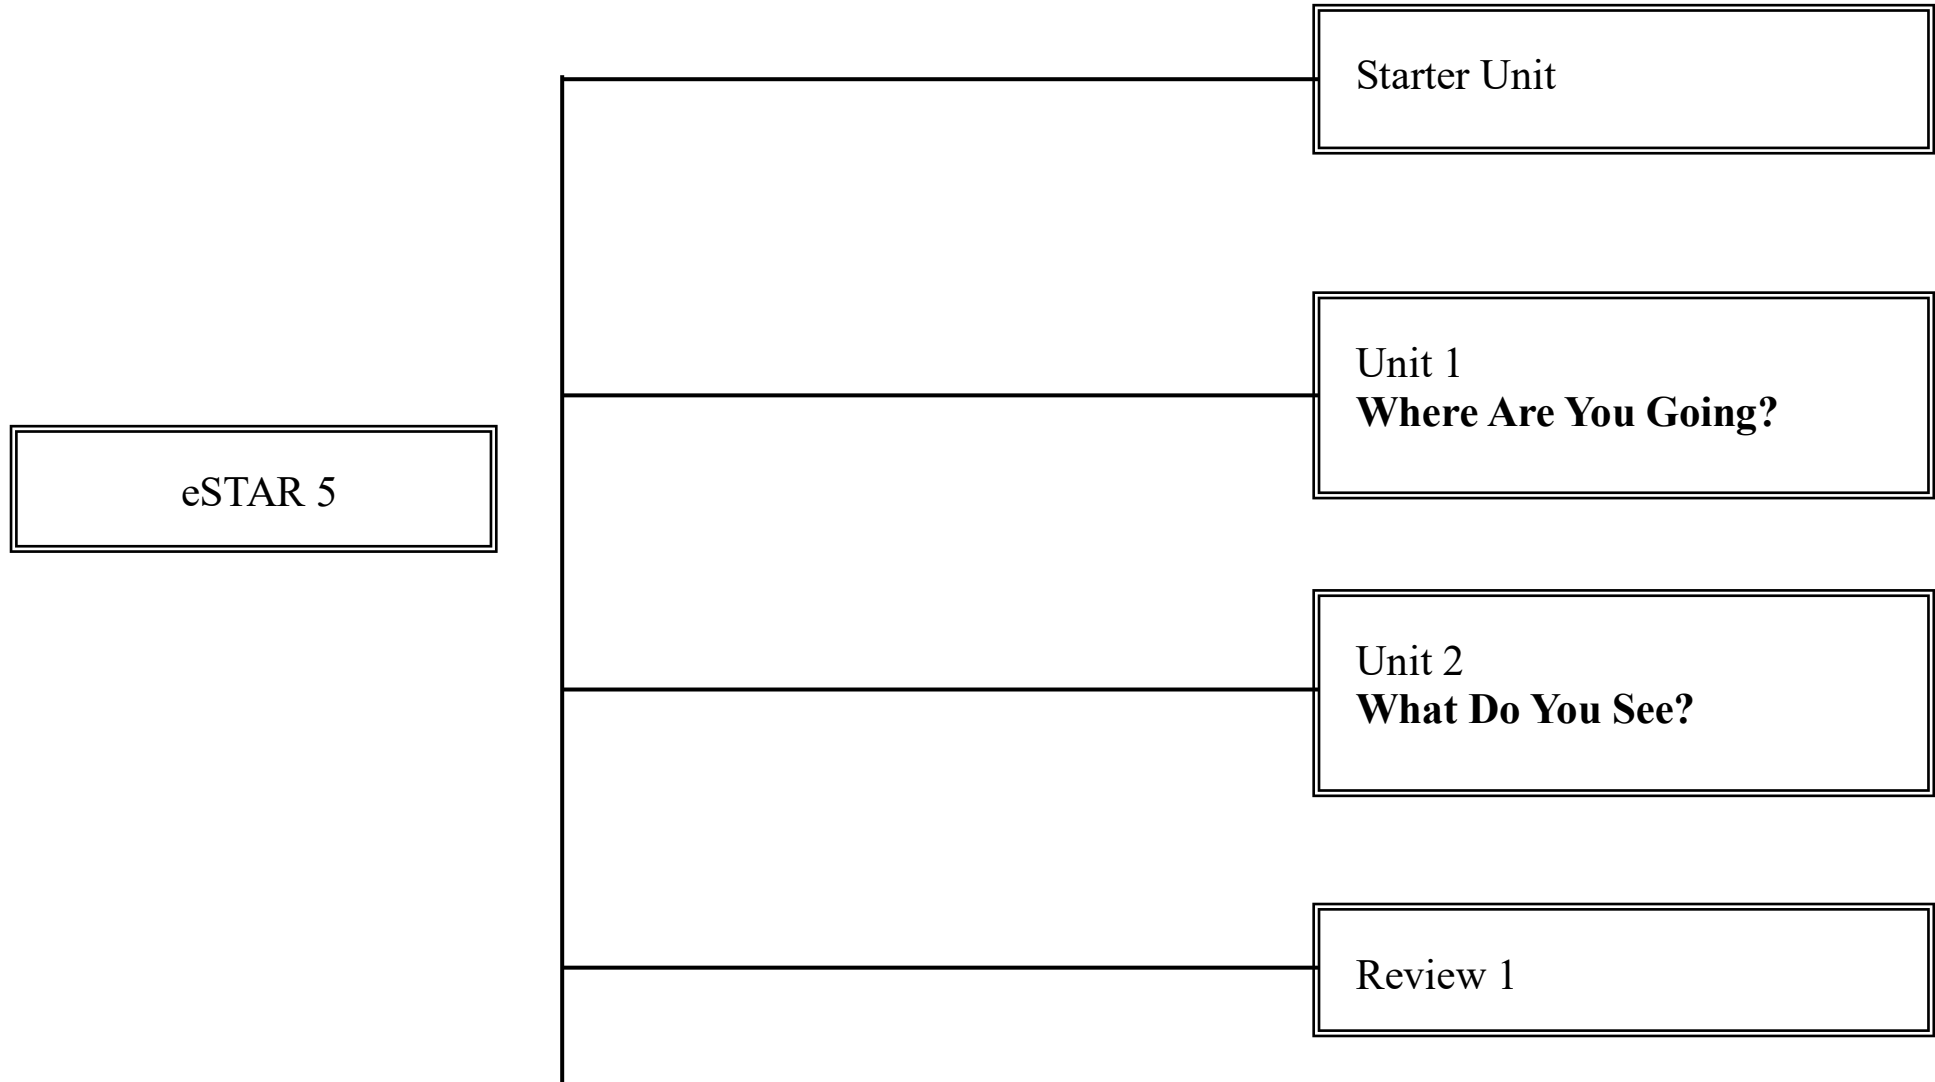 eSTAR 5
Starter Unit
Unit 1
Where Are You Going?
Unit 2
What Do You See?
Review 1